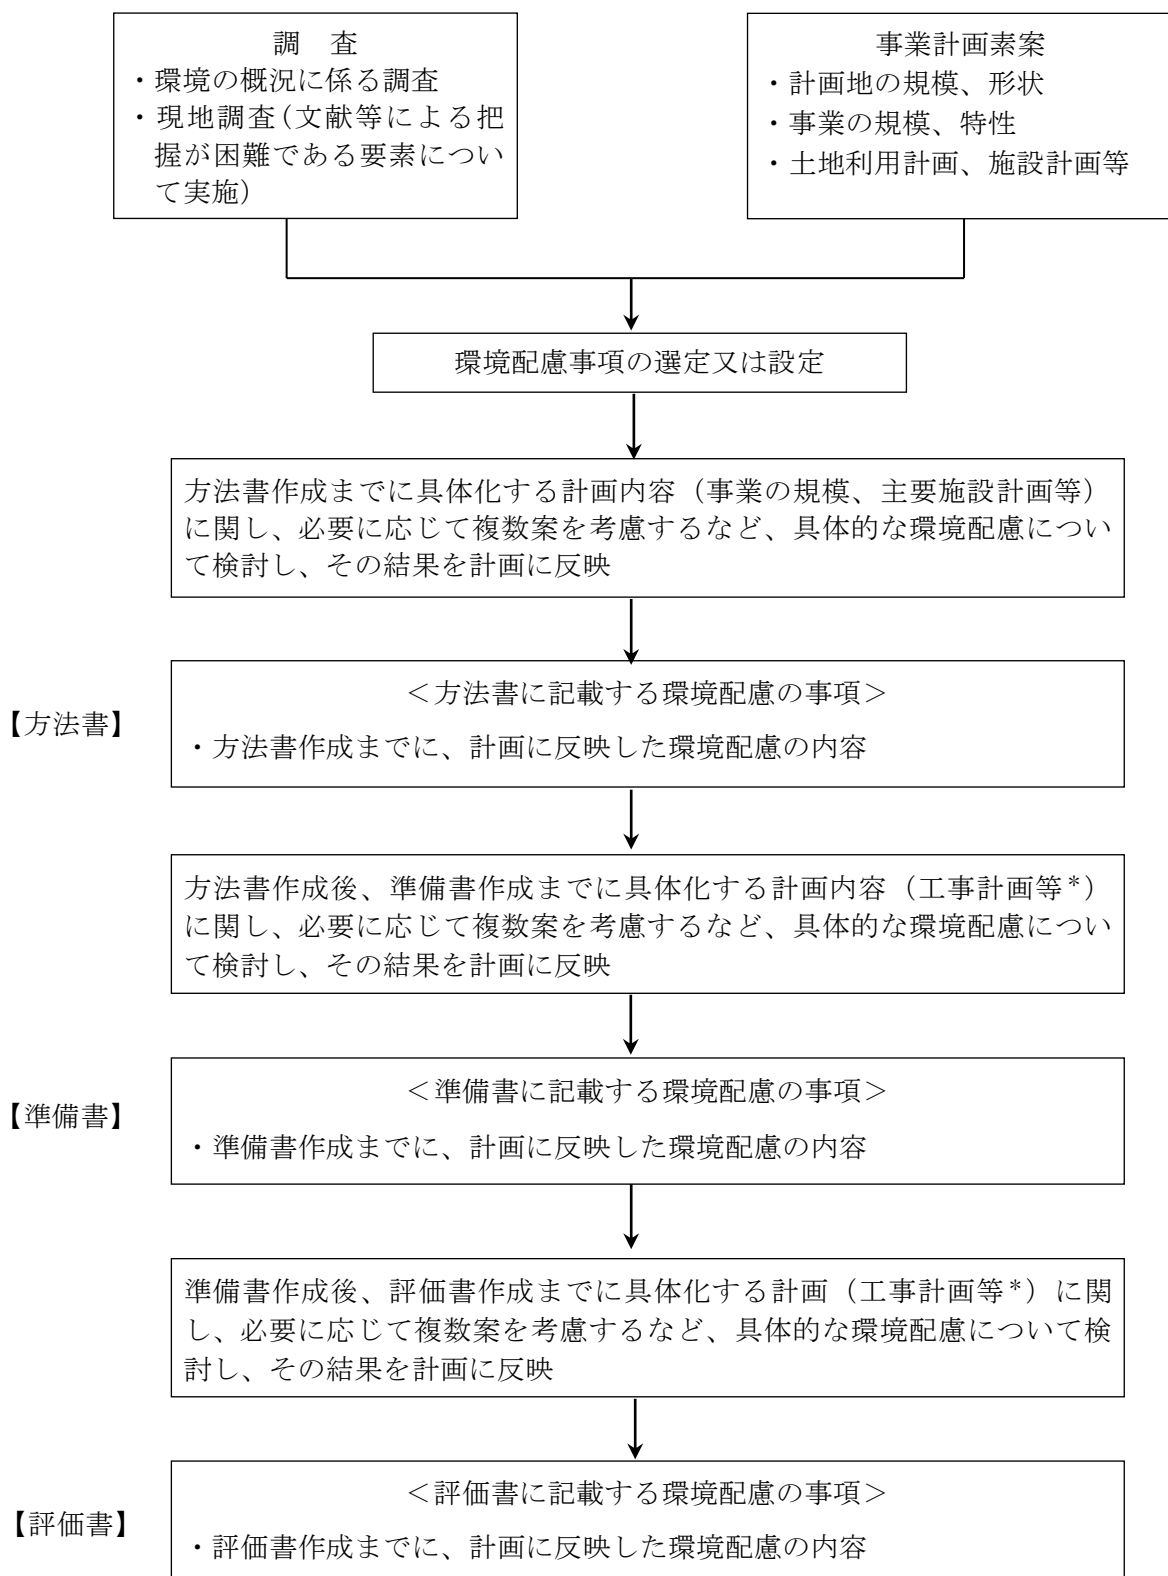 調　査
・環境の概況に係る調査
・現地調査(文献等による把
握が困難である要素につい
て実施)
事業計画素案
・計画地の規模、形状
・事業の規模、特性
・土地利用計画、施設計画等
環境配慮事項の選定又は設定
方法書作成までに具体化する計画内容（事業の規模、主要施設計画等）
に関し、必要に応じて複数案を考慮するなど、具体的な環境配慮につい
て検討し、その結果を計画に反映
【方法書】
＜方法書に記載する環境配慮の事項＞
・方法書作成までに、計画に反映した環境配慮の内容
方法書作成後、準備書作成までに具体化する計画内容（工事計画等*）
に関し、必要に応じて複数案を考慮するなど、具体的な環境配慮につい
て検討し、その結果を計画に反映
【準備書】
＜準備書に記載する環境配慮の事項＞
・準備書作成までに、計画に反映した環境配慮の内容
準備書作成後、評価書作成までに具体化する計画（工事計画等*）に関
し、必要に応じて複数案を考慮するなど、具体的な環境配慮について検
討し、その結果を計画に反映
【評価書】
＜評価書に記載する環境配慮の事項＞
・評価書作成までに、計画に反映した環境配慮の内容